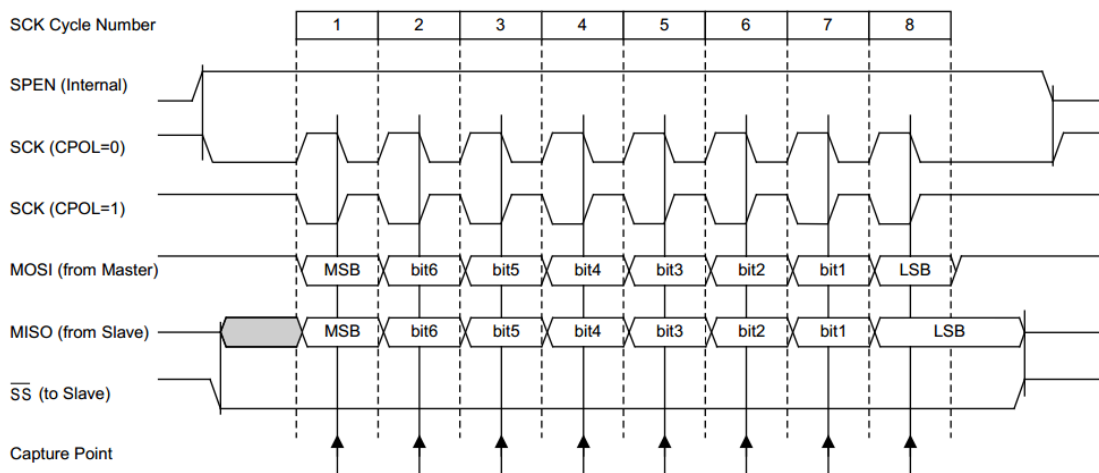 SCK Cycle Number 1 2 3 4 5 6 7 8
SPEN (Internal)
SCK (CPOL=0)
SCK (CPOL=1)
MOSI (from Master) MSB bit6 bit5 bit4 bit3 bit2 bit1 LSB
MISO (from Slave) MSB bit6 bit5 bit4 bit3 bit2 bit1 LSB
S̅S̅ (to Slave)
Capture Point